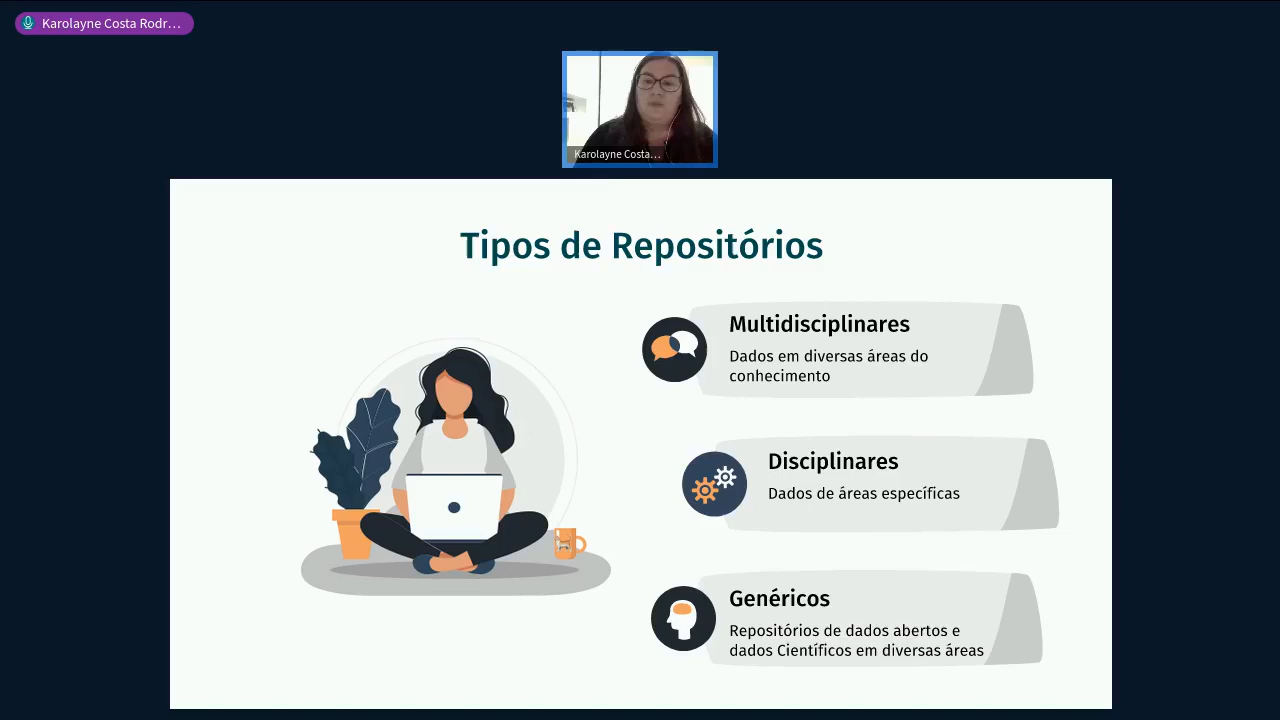 Karolayne Costa Rodr...
Karolayne Costa...
Tipos de Repositórios
Multidisciplinares
Dados em diversas áreas do
conhecimento
Disciplinares
Dados de áreas específicas
Genéricos
Repositórios de dados abertos e
dados Científicos em diversas áreas